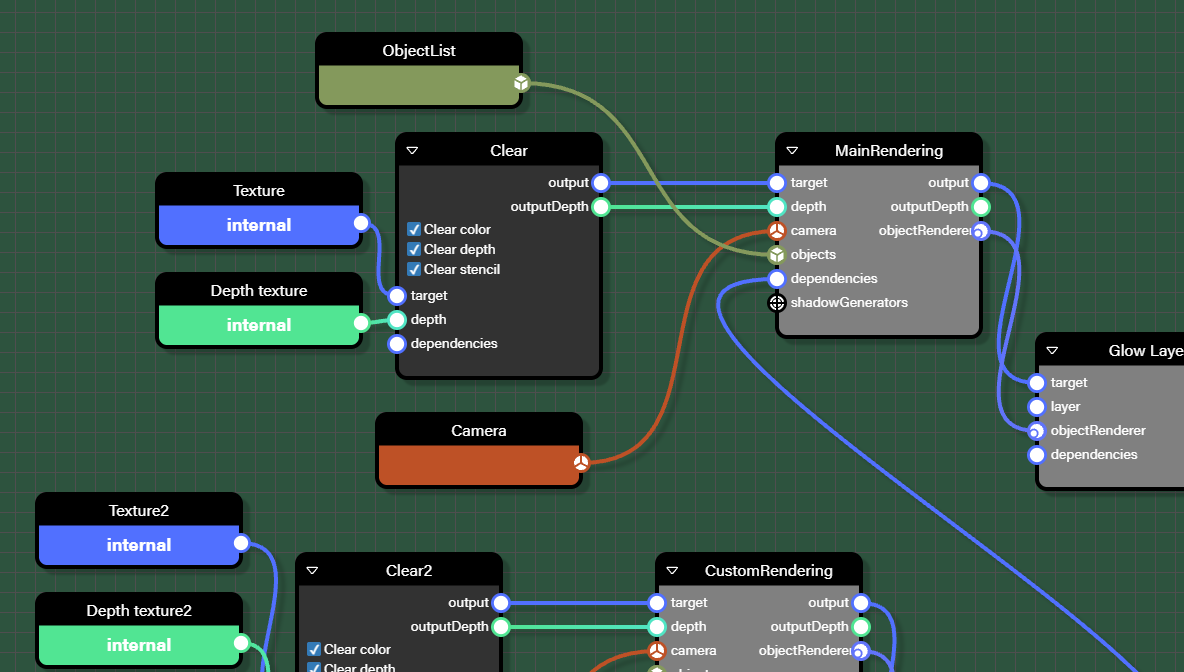 ObjectList
Clear
output
outputDepth
Clear color
Clear depth
Clear stencil
target
depth
dependencies
Texture
internal
Depth texture
internal
MainRendering
target output
depth outputDepth
camera objectRenderer
objects
dependencies
shadowGenerators
Glow Laye
target
layer
objectRenderer
dependencies
Camera
Texture2
internal
Depth texture2
internal
Clear2
output
outputDepth
Clear color
Clear depth
CustomRendering
target output
depth outputDepth
camera objectRenderer